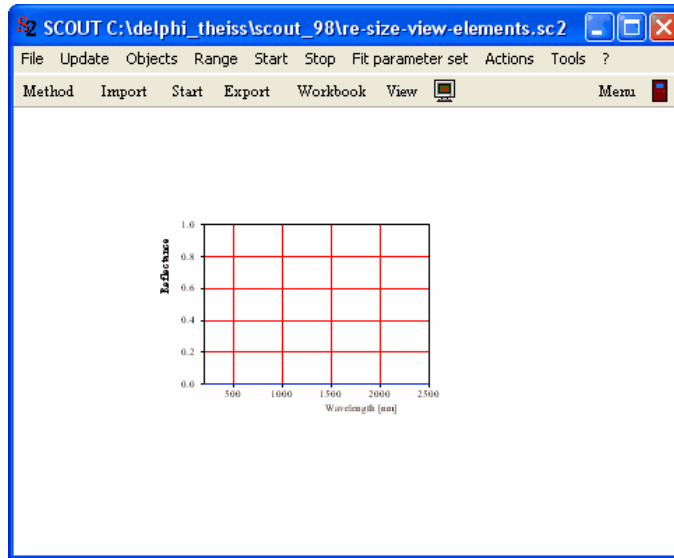 SCOUT C:\delphi_theiss\scout_98\re-size-view-elements.sc2
File Update Objects Range Start Stop Fit parameter set Actions Tools ?
Method Import Start Export Workbook View Menu
1.0
0.8
0.6
0.4
0.2
0.0
Reflectance
500 1000 1500 2000 2500
Wavelength [nm]